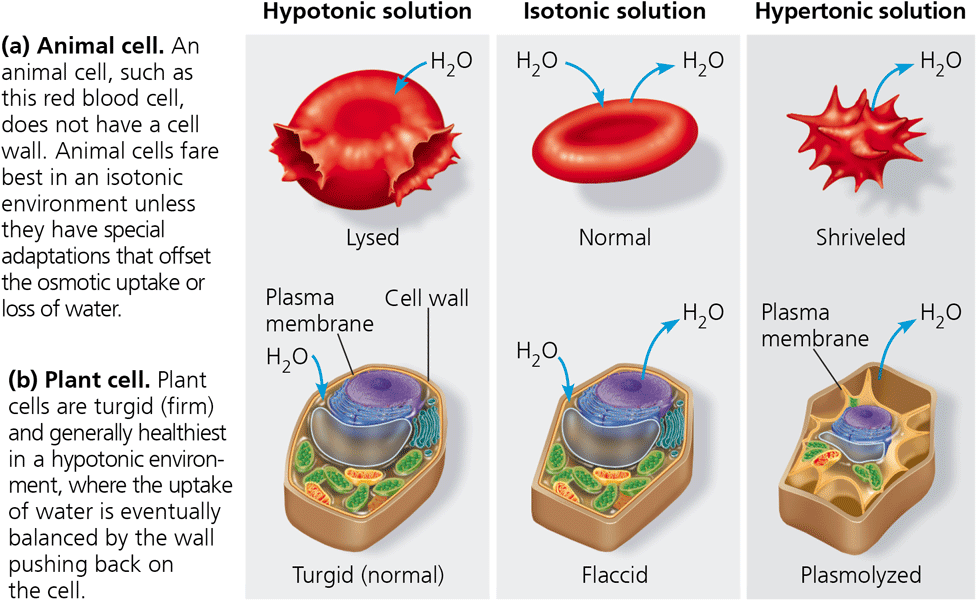 Hypotonic solution
Isotonic solution
Hypertonic solution
(a) Animal cell. An
animal cell, such as
this red blood cell,
does not have a cell
wall. Animal cells fare
best in an isotonic
environment unless
they have special
adaptations that offset
the osmotic uptake or
loss of water.
H₂O
H₂O
H₂O
H₂O
Lysed
Normal
Shriveled
(b) Plant cell. Plant
cells are turgid (firm)
and generally healthiest
in a hypotonic environ-
ment, where the uptake
of water is eventually
balanced by the wall
pushing back on
the cell.
Plasma
membrane
Cell wall
H₂O
H₂O
H₂O
Plasma
membrane
H₂O
Turgid (normal)
Flaccid
Plasmolyzed